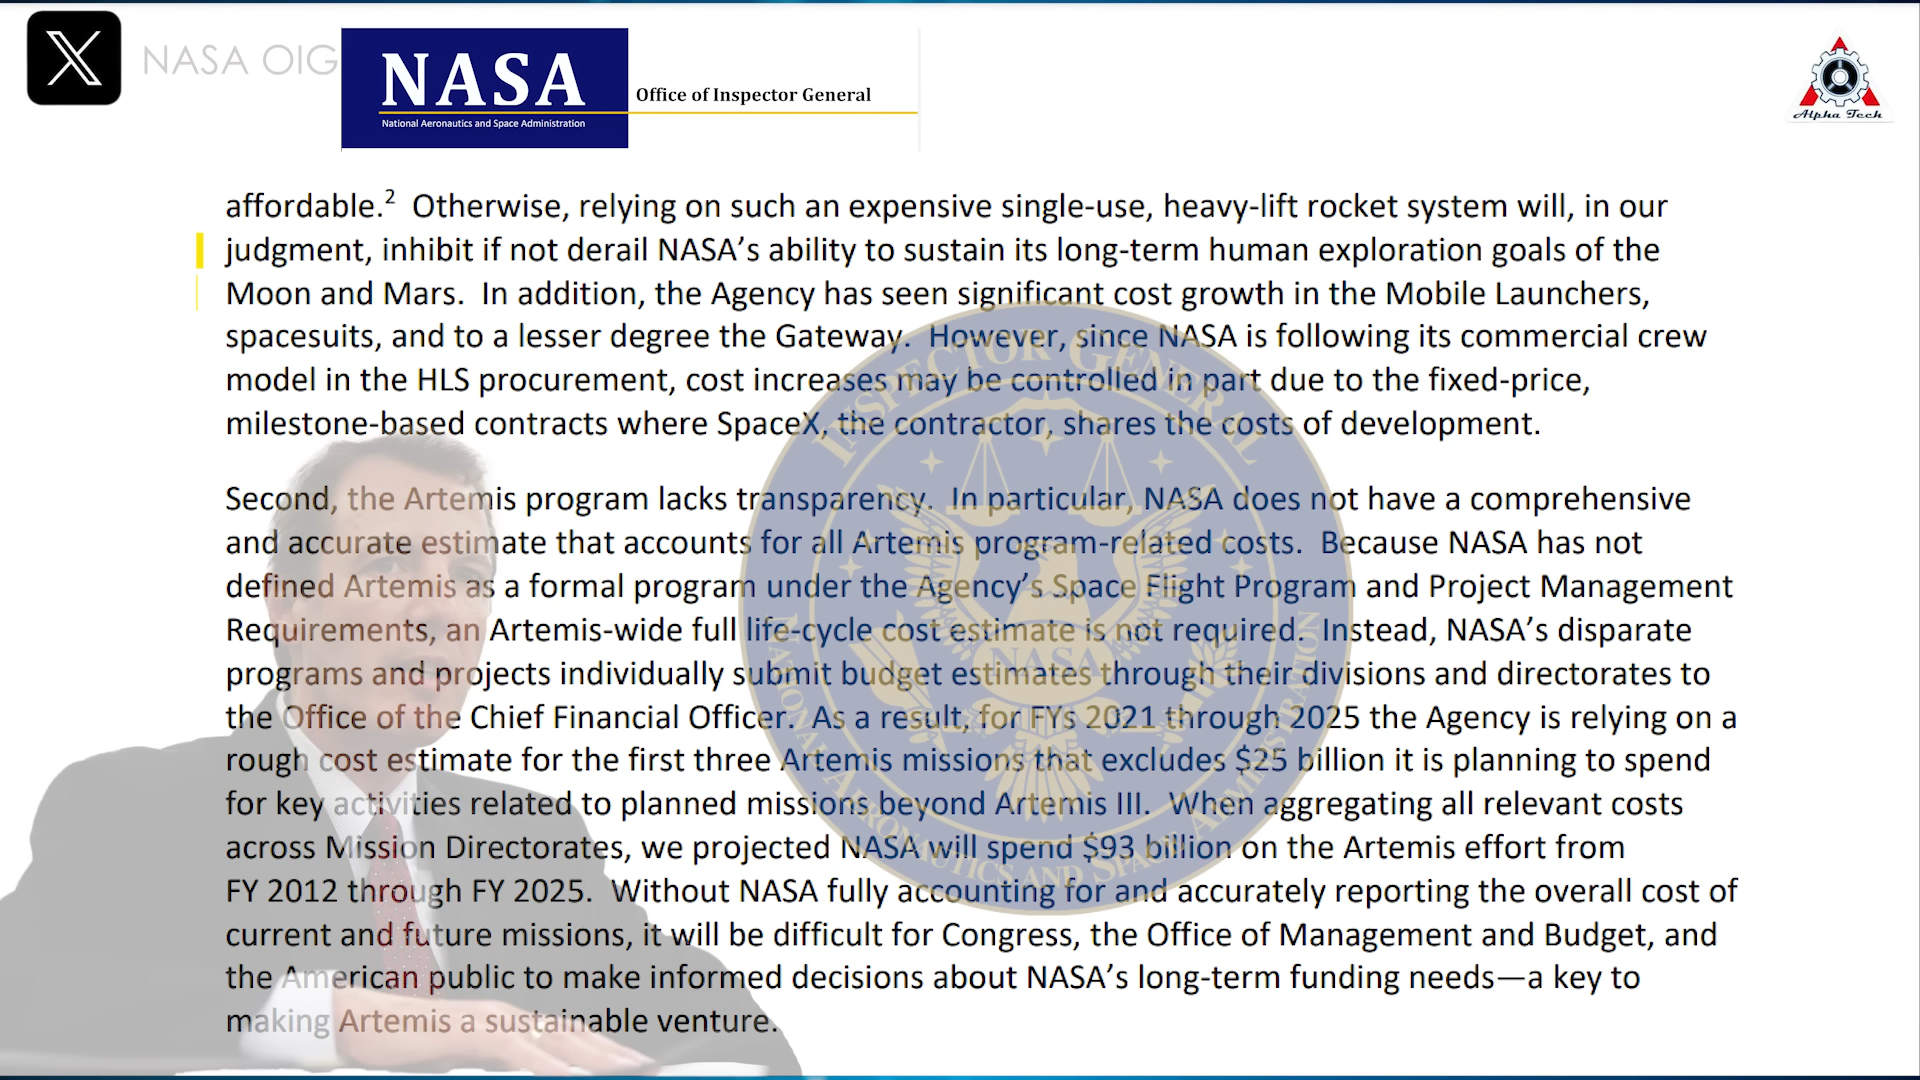 NASA OIG
NASA
National Aeronautics and Space Administration
Office of Inspector General
Alpha Tech
affordable.2 Otherwise, relying on such an expensive single-use, heavy-lift rocket system will, in our
judgment, inhibit if not derail NASA’s ability to sustain its long-term human exploration goals of the
Moon and Mars. In addition, the Agency has seen significant cost growth in the Mobile Launchers,
spacesuits, and to a lesser degree the Gateway. However, since NASA is following its commercial crew
model in the HLS procurement, cost increases may be controlled in part due to the fixed-price,
milestone-based contracts where SpaceX, the contractor, shares the costs of development.
Second, the Artemis program lacks transparency. In particular, NASA does not have a comprehensive
and accurate estimate that accounts for all Artemis program-related costs. Because NASA has not
defined Artemis as a formal program under the Agency’s Space Flight Program and Project Management
Requirements, an Artemis-wide full life-cycle cost estimate is not required. Instead, NASA’s disparate
programs and projects individually submit budget estimates through their divisions and directorates to
the Office of the Chief Financial Officer. As a result, for FYs 2021 through 2025 the Agency is relying on a
rough cost estimate for the first three Artemis missions that excludes $25 billion it is planning to spend
for key activities related to planned missions beyond Artemis III. When aggregating all relevant costs
across Mission Directorates, we projected NASA will spend $93 billion on the Artemis effort from
FY 2012 through FY 2025. Without NASA fully accounting for and accurately reporting the overall cost of
current and future missions, it will be difficult for Congress, the Office of Management and Budget, and
the American public to make informed decisions about NASA’s long-term funding needs—a key to
making Artemis a sustainable venture.
INSPECTOR GENERAL
NASA
NATIONAL AERONAUTICS AND SPACE ADMINISTRATION